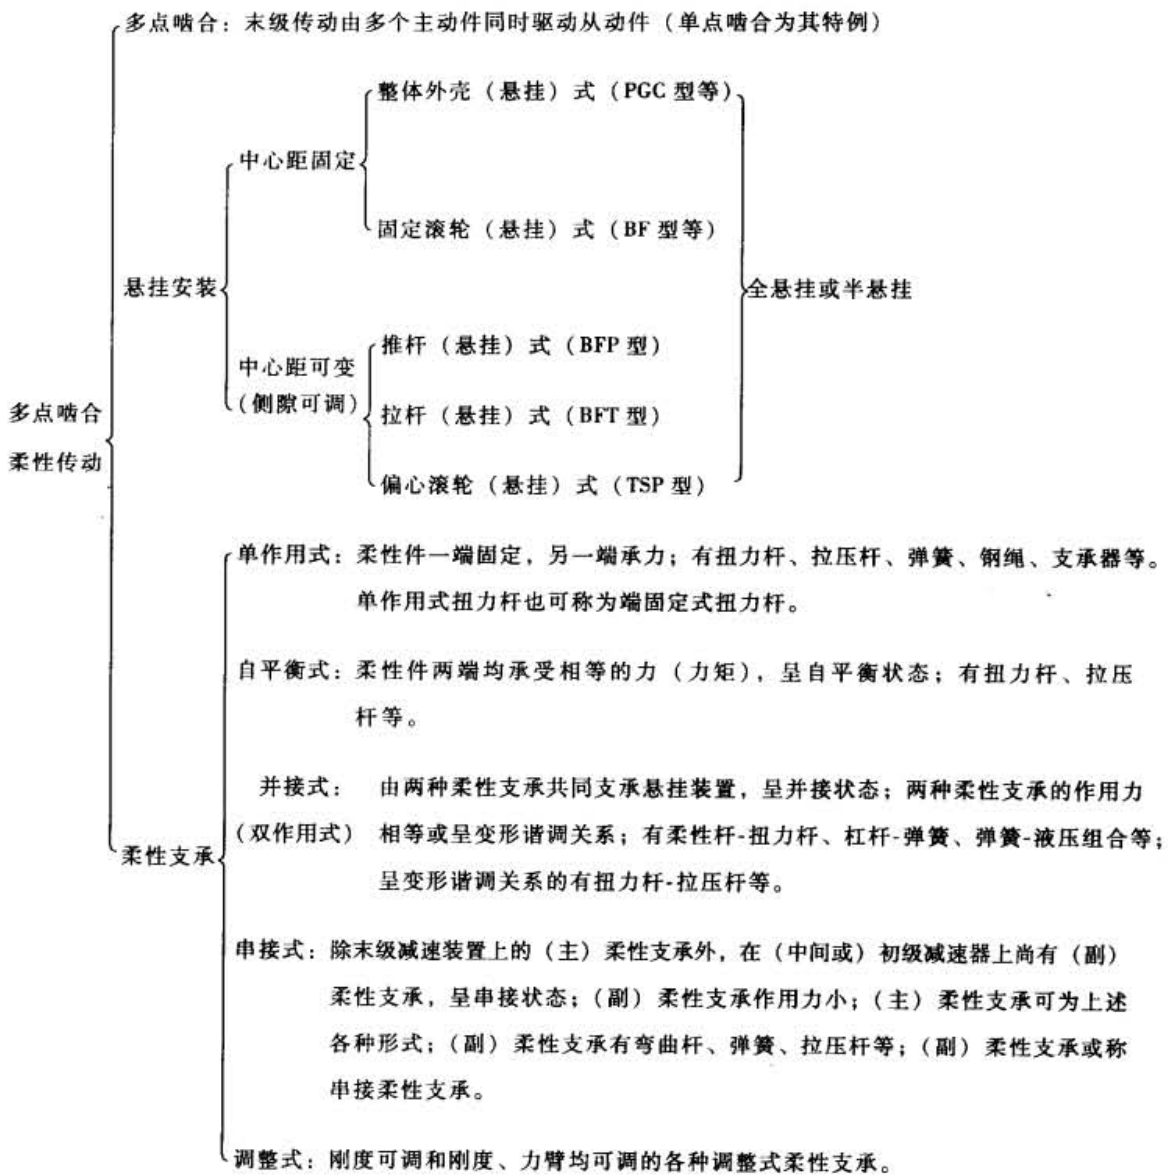 多点啮合：末级传动由多个主动件同时驱动从动件（单点啮合为其特例）
整体外壳（悬挂）式（PGC 型等）
中心距固定
固定滚轮（悬挂）式（BF 型等）
悬挂安装
全悬挂或半悬挂
推杆（悬挂）式（BFP 型）
中心距可变
（侧隙可调）
拉杆（悬挂）式（BFT 型）
多点啮合
柔性传动
偏心滚轮（悬挂）式（TSP 型）
单作用式：柔性件一端固定，另一端承力；有扭力杆、拉压杆、弹簧、钢绳、支承器等。
单作用式扭力杆也可称为端固定式扭力杆。
自平衡式：柔性件两端均承受相等的力（力矩），呈自平衡状态；有扭力杆、拉压
杆等。
并接式： 由两种柔性支承共同支承悬挂装置，呈并接状态；两种柔性支承的作用力
（双作用式） 相等或呈变形谐调关系；有柔性杆-扭力杆、杠杆-弹簧、弹簧-液压组合等；
柔性支承
呈变形谐调关系的有扭力杆-拉压杆等。
串接式：除末级减速装置上的（主）柔性支承外，在（中间或）初级减速器上尚有（副）
柔性支承，呈串接状态；（副）柔性支承作用力小；（主）柔性支承可为上述
各种形式；（副）柔性支承有弯曲杆、弹簧、拉压杆等；（副）柔性支承或称
串接柔性支承。
调整式：刚度可调和刚度、力臂均可调的各种调整式柔性支承。